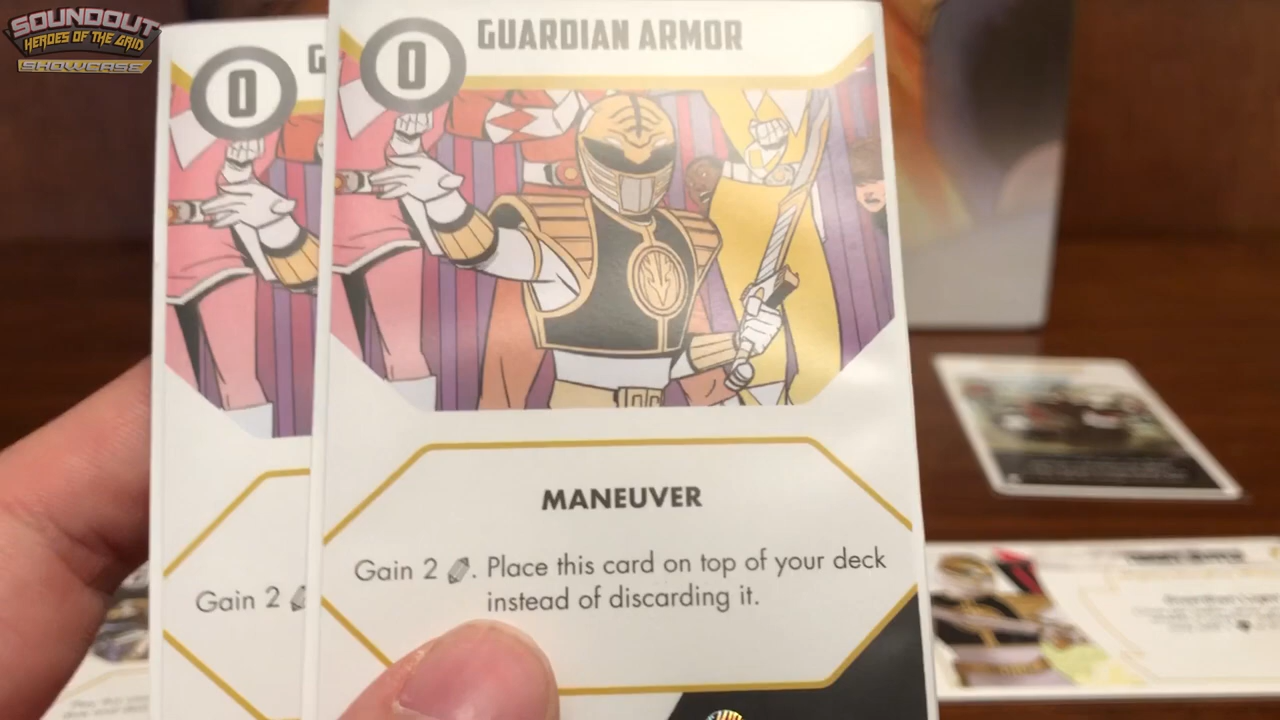 SOUNDOUT
HEROES OF THE GRID
SHOWCASE
0
G
Gain 2
0
GUARDIAN ARMOR
MANEUVER
Gain 2 . Place this card on top of your deck
instead of discarding it.